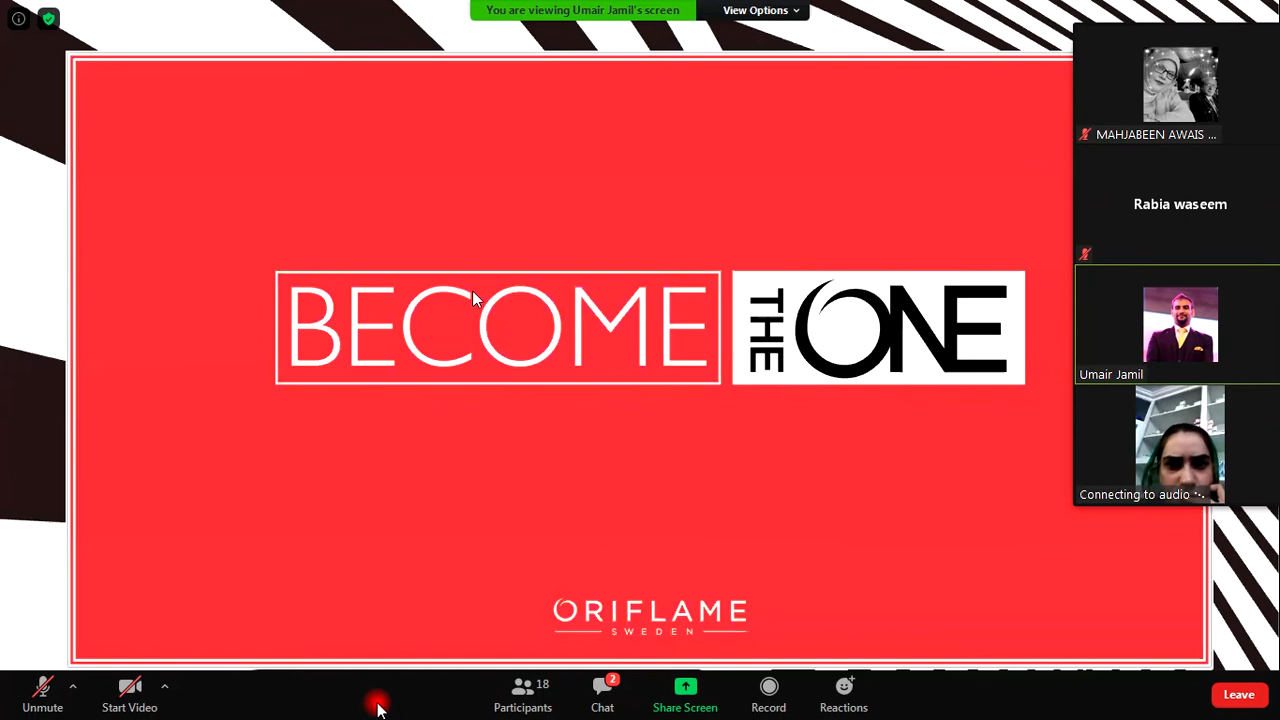 You are viewing Umair Jamil's screen
View Options
MAHJABEEN AWAIS ...
Rabia waseem
Umair Jamil
Connecting to audio
BECOME THE ONE
ORIFLAME
SWEDEN
Unmute
Start Video
18
Participants
2
Chat
Share Screen
Record
Reactions
Leave